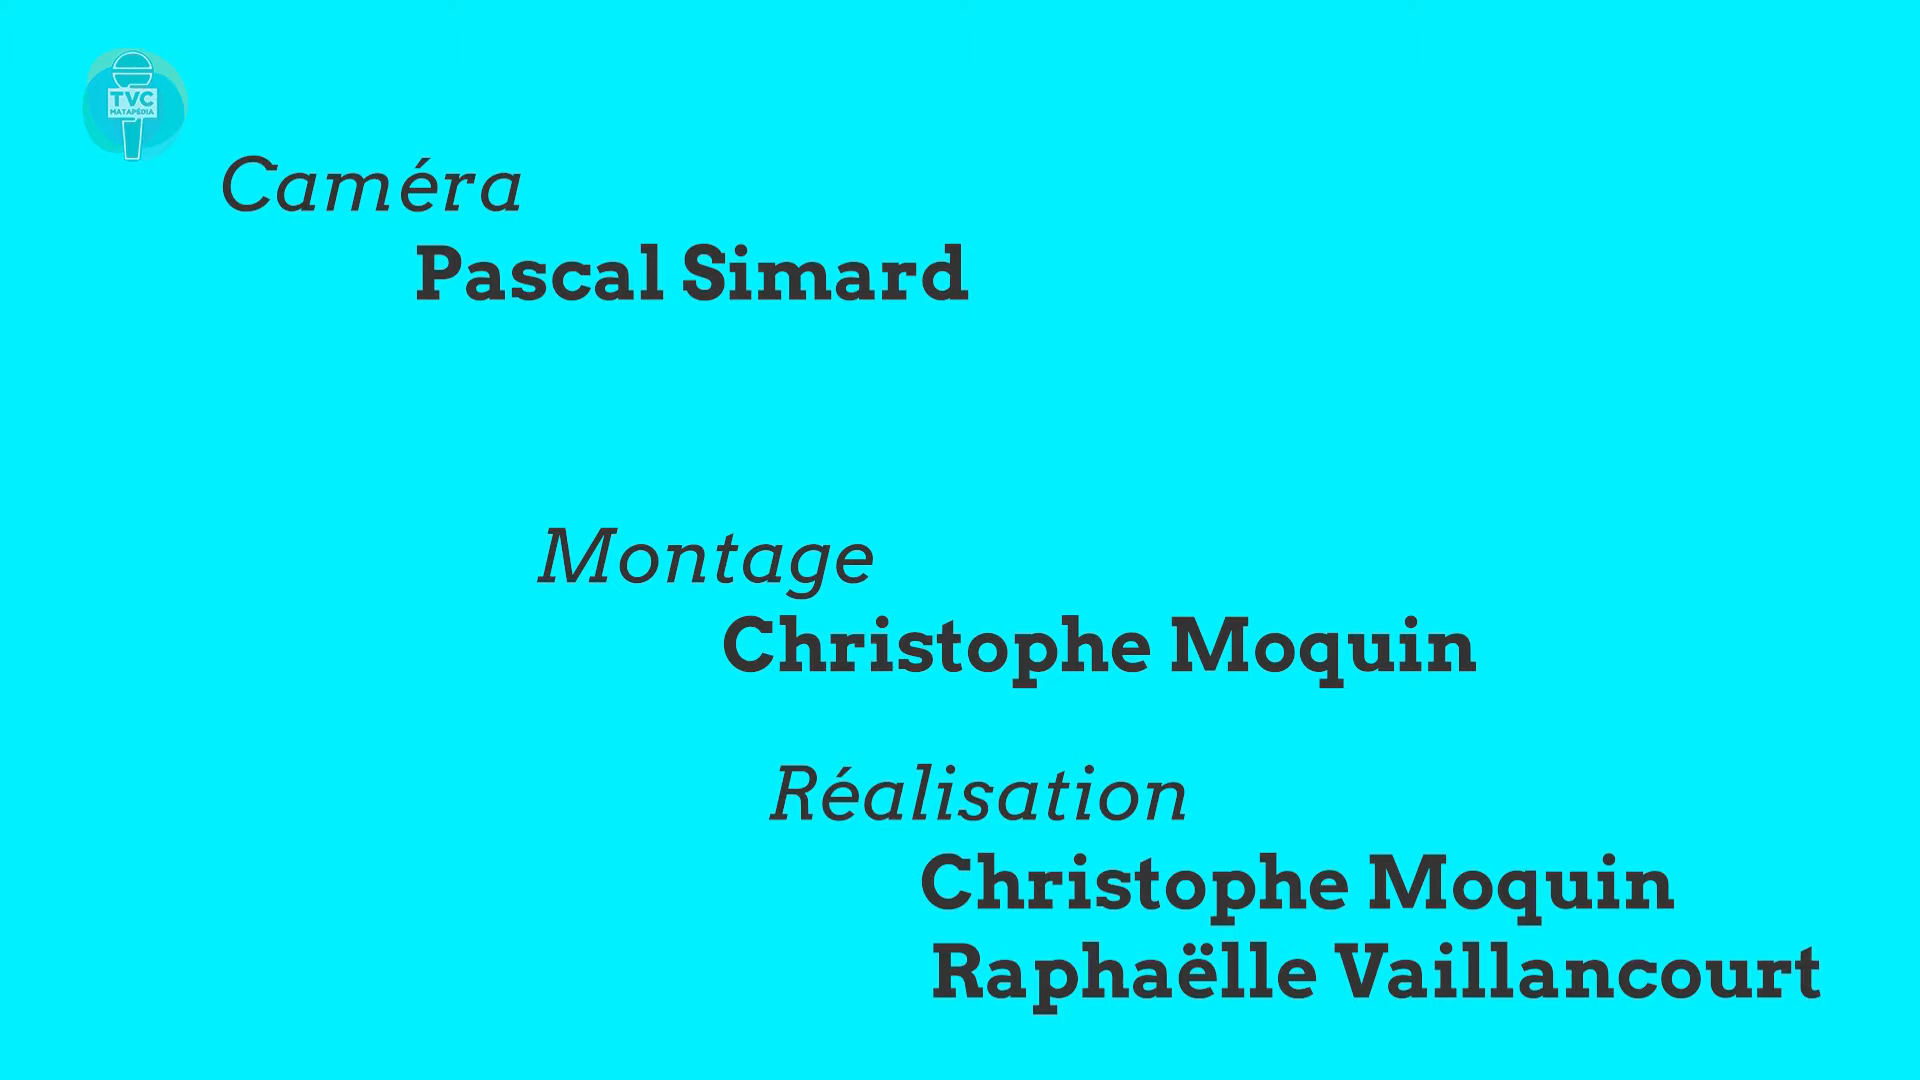 TVC
MATAPÉDIA
Caméra
Pascal Simard
Montage
Christophe Moquin
Réalisation
Christophe Moquin
Raphaëlle Vaillancourt